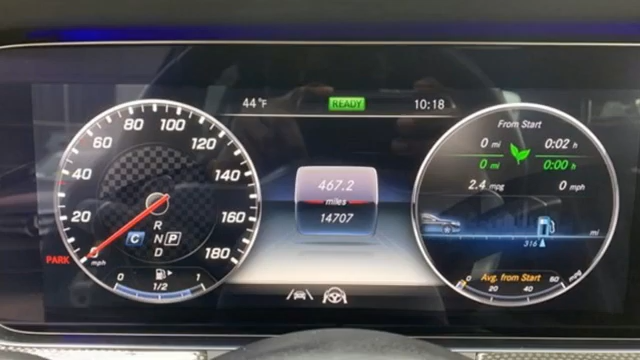 44 °F READY 10:18
0 20 40 60 80 100 120 140 160 180
mph
PARK
C R N D P
0 1/2 1
467.2
miles
14707
From Start
0 mi 0:02 h
0 mi 0:00 h
2.4 mpg 0 mph
mi
316
0 20 40 60 mpg
Avg. from Start